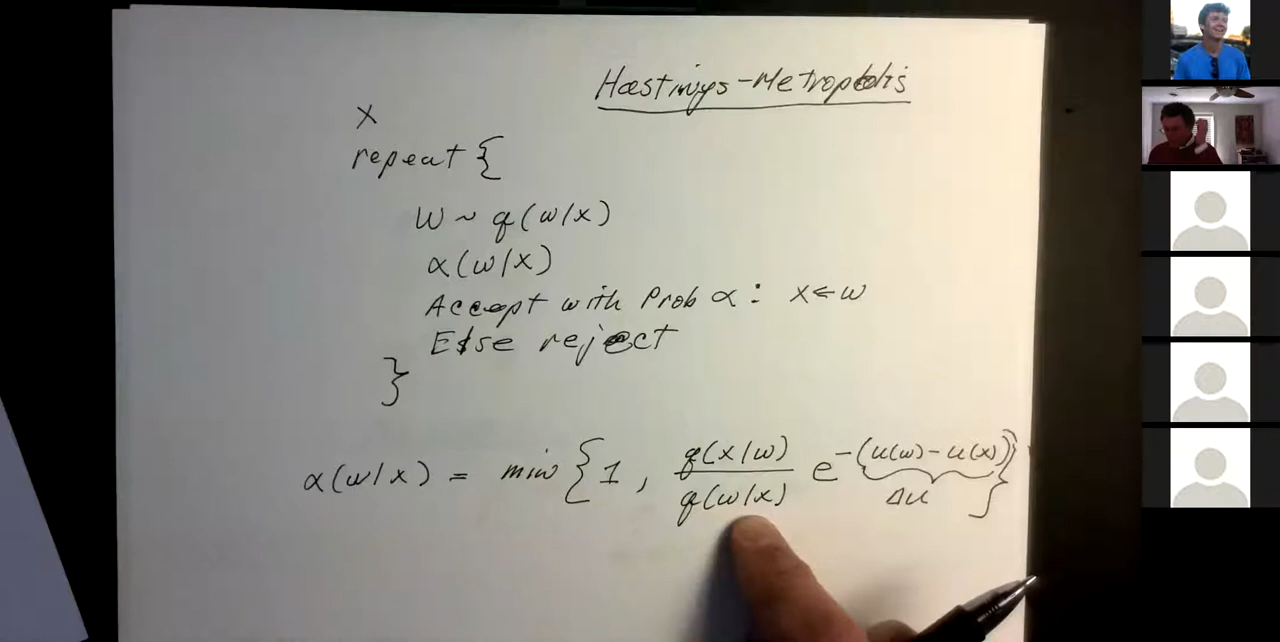 Hastings-Metropolis
X
repeat {
W ~ q(w/x)
α(w/x)
Accept with Prob α : x ← w
Else reject
}
α(w/x) = min { 1, q(x/w) / q(w/x) e^-(u(w) - u(x)) }
Δu